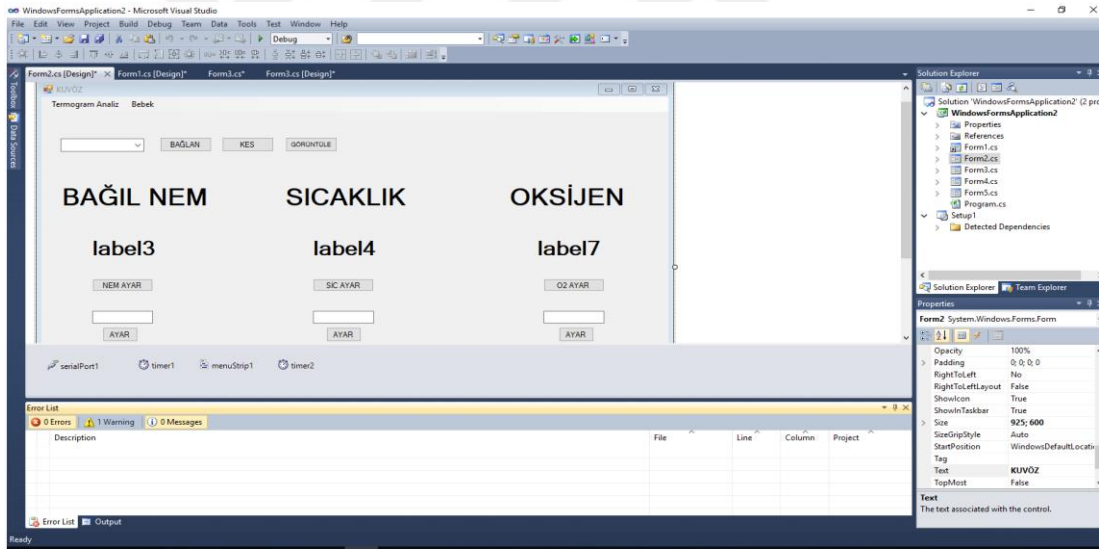 WindowsFormsApplication2 - Microsoft Visual Studio
File Edit View Project Build Debug Team Data Tools Test Window Help
Debug
Form2.cs [Design]* Form1.cs [Design]* Form3.cs* Form3.cs [Design]*
Toolbox
Data Sources
KUVÖZ
Termogram Analiz Bebek
BAĞLAN KES GÖRÜNTÜLE
BAĞIL NEM SICAKLIK OKSİJEN
label3 label4 label7
NEM AYAR SIC AYAR O2 AYAR
AYAR AYAR AYAR
serialPort1 timer1 menuStrip1 timer2
Error List
0 Errors 1 Warning 0 Messages
Description File Line Column Project
Error List Output
Ready
Solution Explorer
Solution 'WindowsFormsApplication2' (2 pro
WindowsFormsApplication2
Properties
References
Form1.cs
Form2.cs
Form3.cs
Form4.cs
Form5.cs
Program.cs
Setup1
Detected Dependencies
Solution Explorer Team Explorer
Properties
Form2 System.Windows.Forms.Form
Opacity 100%
Padding 0; 0; 0; 0
RightToLeft No
RightToLeftLayout False
ShowIcon True
ShowInTaskbar True
Size 925; 600
SizeGripStyle Auto
StartPosition WindowsDefaultLocatio
Tag
Text KUVÖZ
TopMost False
Text
The text associated with the control.